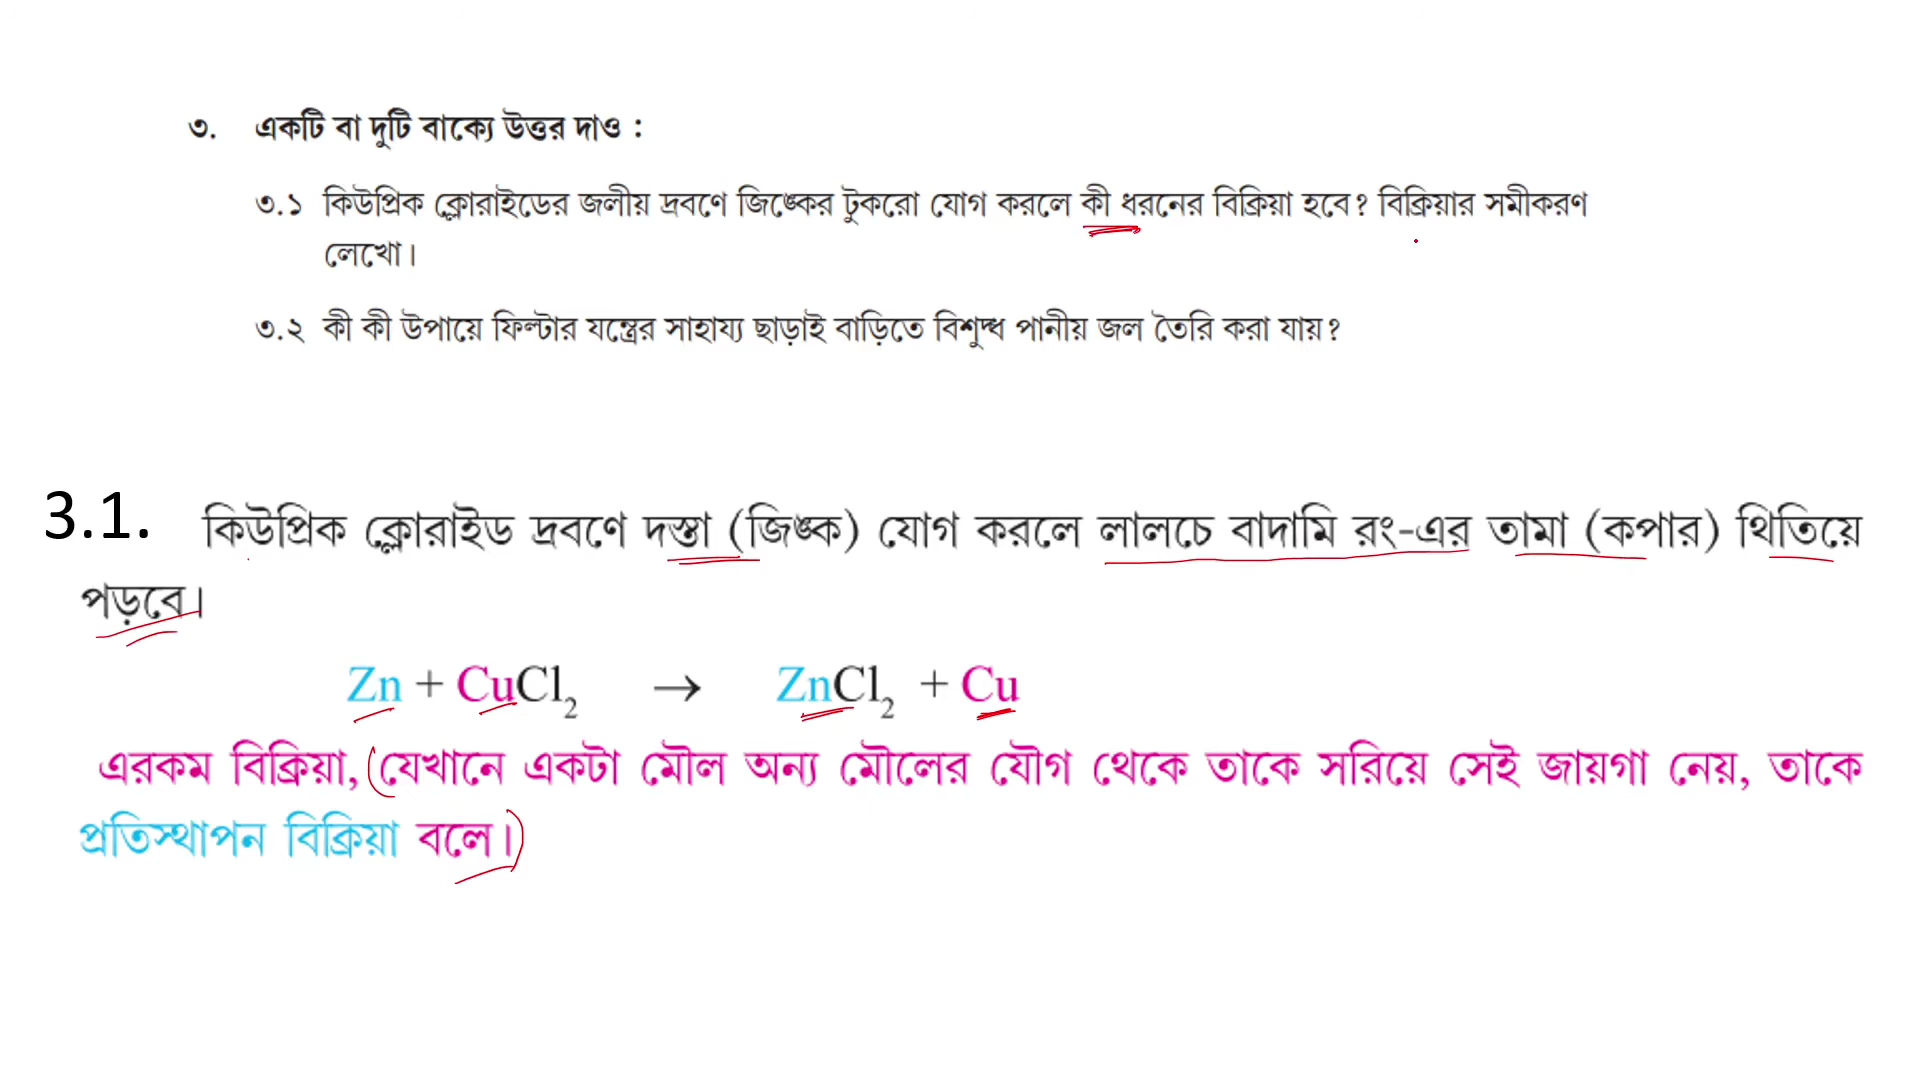 ৩. একটি বা দুটি বাক্যে উত্তর দাও :
৩.১ কিউপ্রিক ক্লোরাইডের জলীয় দ্রবণে জিঙ্কের টুকরো যোগ করলে কী ধরনের বিক্রিয়া হবে? বিক্রিয়ার সমীকরণ
লেখো।
৩.২ কী কী উপায়ে ফিল্টার যন্ত্রের সাহায্য ছাড়াই বাড়িতে বিশুদ্ধ পানীয় জল তৈরি করা যায়?
3.1. কিউপ্রিক ক্লোরাইড দ্রবণে দস্তা (জিঙ্ক) যোগ করলে লালচে বাদামি রং-এর তামা (কপার) থিতিয়ে
পড়বে।
Zn + CuCl₂ → ZnCl₂ + Cu
এরকম বিক্রিয়া, যেখানে একটা মৌল অন্য মৌলের যৌগ থেকে তাকে সরিয়ে সেই জায়গা নেয়, তাকে
প্রতিস্থাপন বিক্রিয়া বলে।